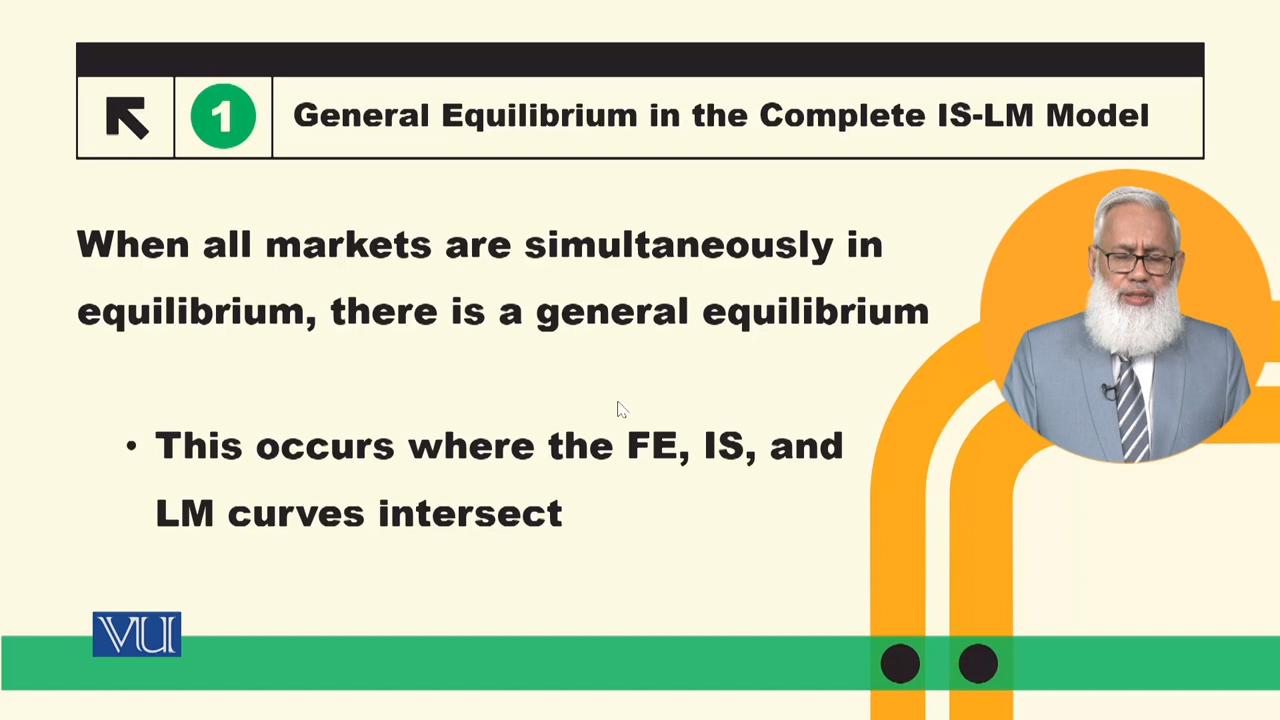 1
General Equilibrium in the Complete IS-LM Model
When all markets are simultaneously in
equilibrium, there is a general equilibrium
• This occurs where the FE, IS, and
LM curves intersect
VU